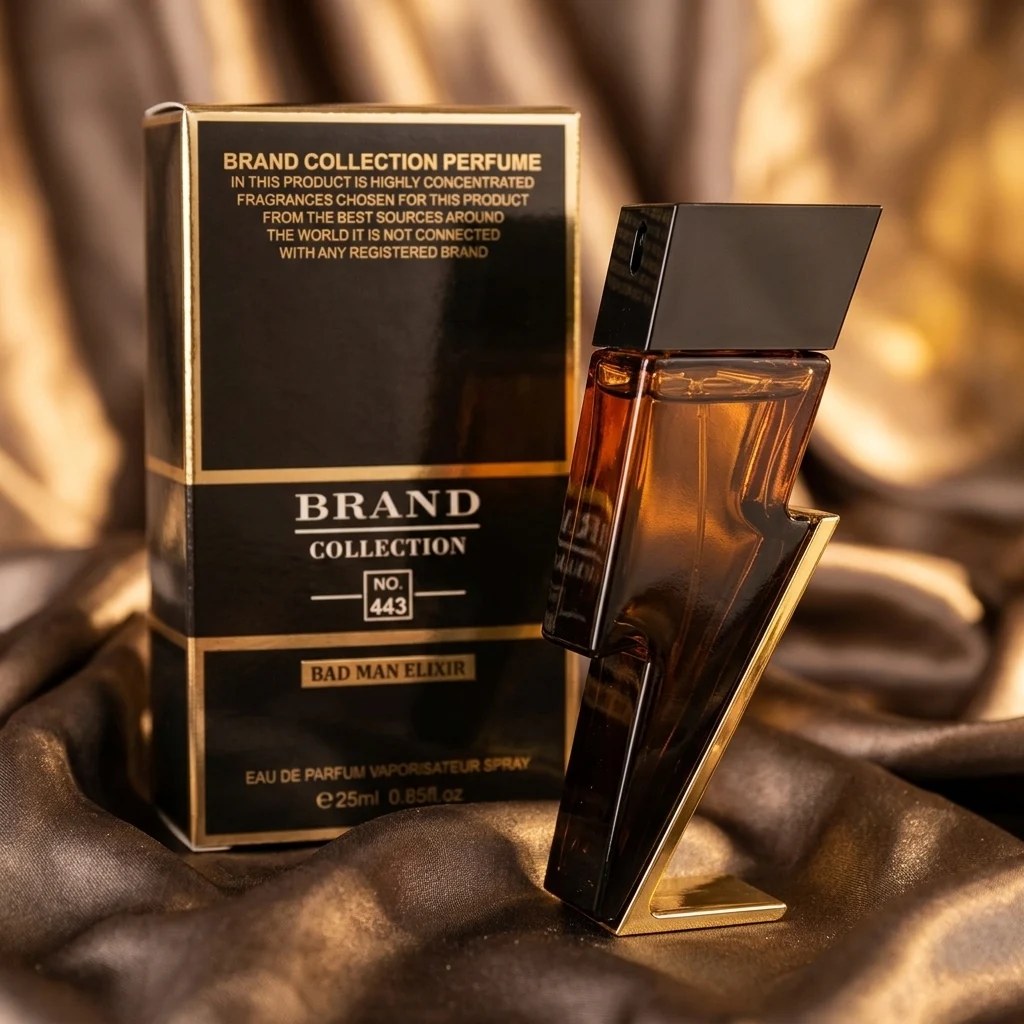 BRAND COLLECTION PERFUME
IN THIS PRODUCT IS HIGHLY CONCENTRATED
FRAGRANCES CHOSEN FOR THIS PRODUCT
FROM THE BEST SOURCES AROUND
THE WORLD IT IS NOT CONNECTED
WITH ANY REGISTERED BRAND
BRAND
COLLECTION
NO.
443
BAD MAN ELIXIR
EAU DE PARFUM VAPORISATEUR SPRAY
℮25ml 0.85fl.oz